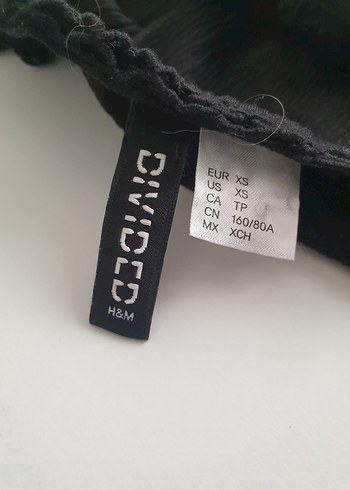 DIVIDED
H&M
EUR XS
US XS
CA TP
CN 160/80A
MX XCH